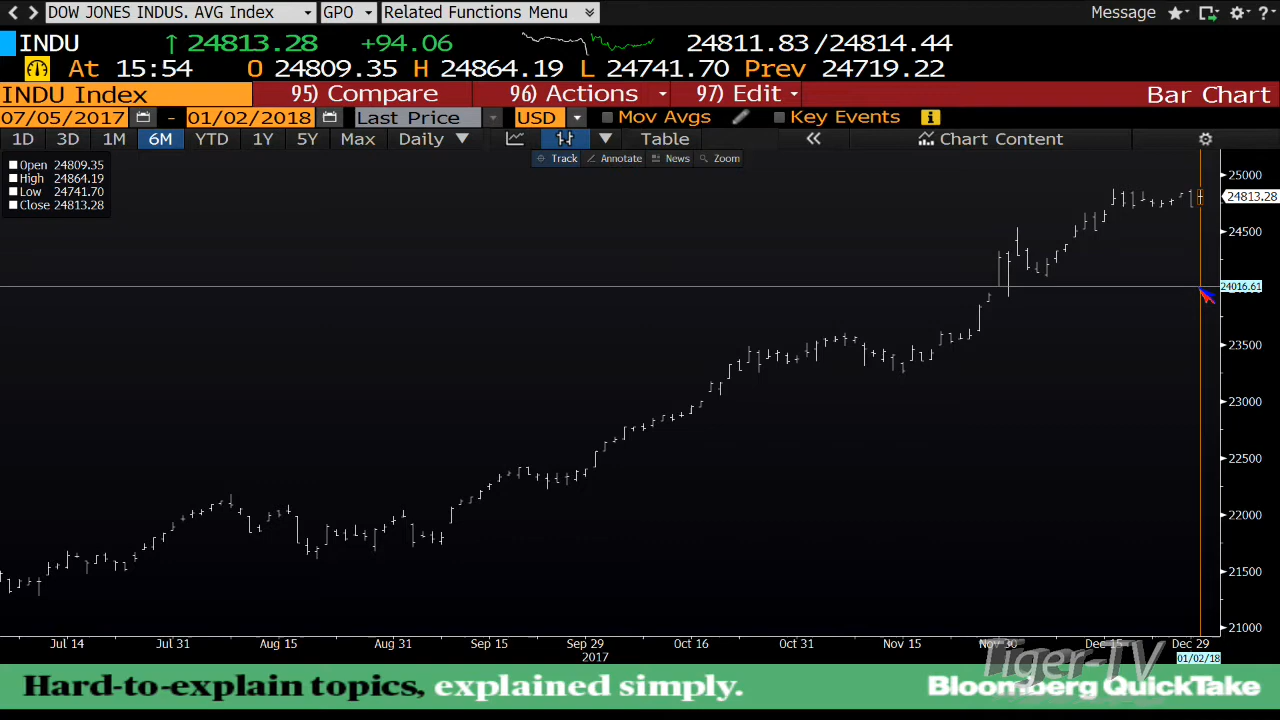 DOW JONES INDUS. AVG Index GPO Related Functions Menu Message ?
INDU ↑ 24813.28 +94.06 24811.83/24814.44
At 15:54 O 24809.35 H 24864.19 L 24741.70 Prev 24719.22
INDU Index 95) Compare 96) Actions 97) Edit Bar Chart
07/05/2017 - 01/02/2018 Last Price USD Mov Avgs Key Events i
1D 3D 1M 6M YTD 1Y 5Y Max Daily ▼ Table « Chart Content
Track Annotate News Zoom
Open 24809.35
High 24864.19
Low 24741.70
Close 24813.28
25000
24813.28
24500
24016.61
23500
23000
22500
22000
21500
21000
Jul 14 Jul 31 Aug 15 Aug 31 Sep 15 Sep 29 Oct 16 Oct 31 Nov 15 Nov 30 Dec 15 Dec 29
2017
01/02/18
Tiger-TV
Hard-to-explain topics, explained simply. Bloomberg QuickTake